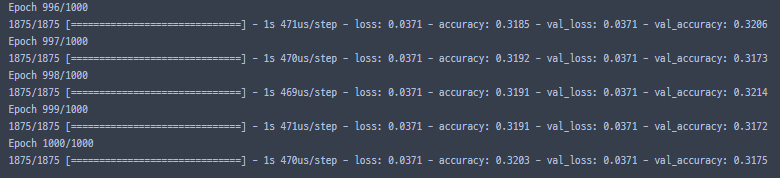 Epoch 996/1000
1875/1875 [==============================] - 1s 471us/step - loss: 0.0371 - accuracy: 0.3185 - val_loss: 0.0371 - val_accuracy: 0.3206
Epoch 997/1000
1875/1875 [==============================] - 1s 470us/step - loss: 0.0371 - accuracy: 0.3192 - val_loss: 0.0371 - val_accuracy: 0.3173
Epoch 998/1000
1875/1875 [==============================] - 1s 469us/step - loss: 0.0371 - accuracy: 0.3191 - val_loss: 0.0371 - val_accuracy: 0.3214
Epoch 999/1000
1875/1875 [==============================] - 1s 471us/step - loss: 0.0371 - accuracy: 0.3191 - val_loss: 0.0371 - val_accuracy: 0.3172
Epoch 1000/1000
1875/1875 [==============================] - 1s 470us/step - loss: 0.0371 - accuracy: 0.3203 - val_loss: 0.0371 - val_accuracy: 0.3175